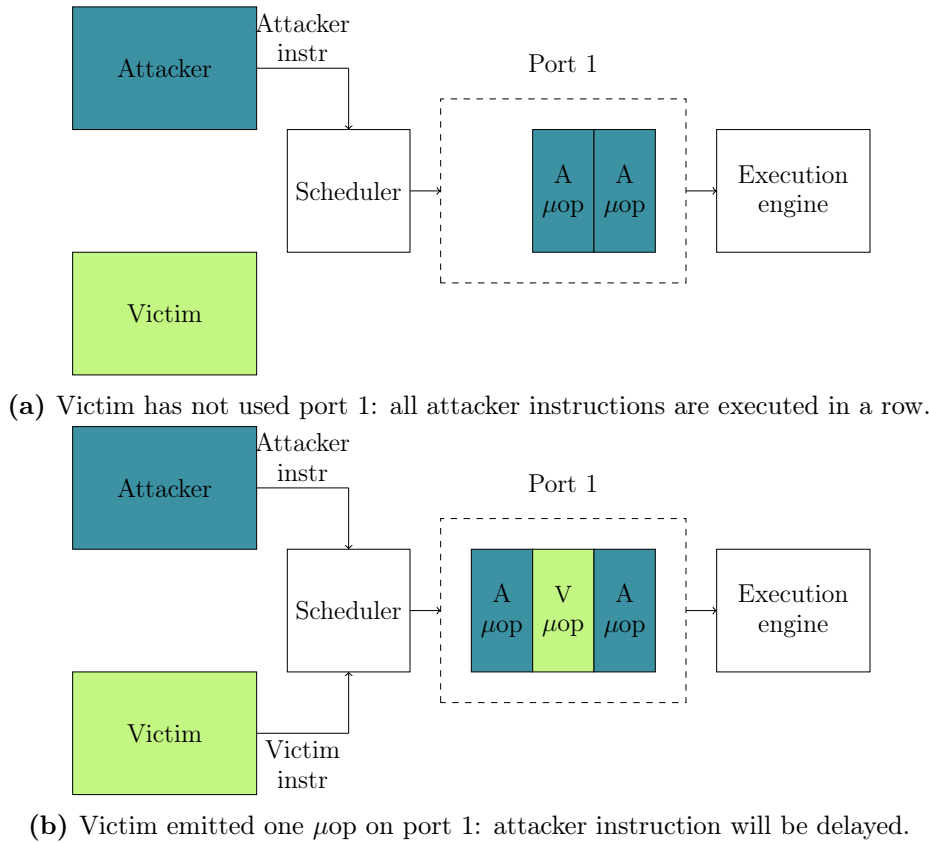 Attacker
instr
Attacker
Port 1
Scheduler
A
μop
A
μop
Execution
engine
Victim
(a) Victim has not used port 1: all attacker instructions are executed in a row.
Attacker
instr
Attacker
Port 1
Scheduler
A
μop
V
μop
A
μop
Execution
engine
Victim
Victim
instr
(b) Victim emitted one μop on port 1: attacker instruction will be delayed.